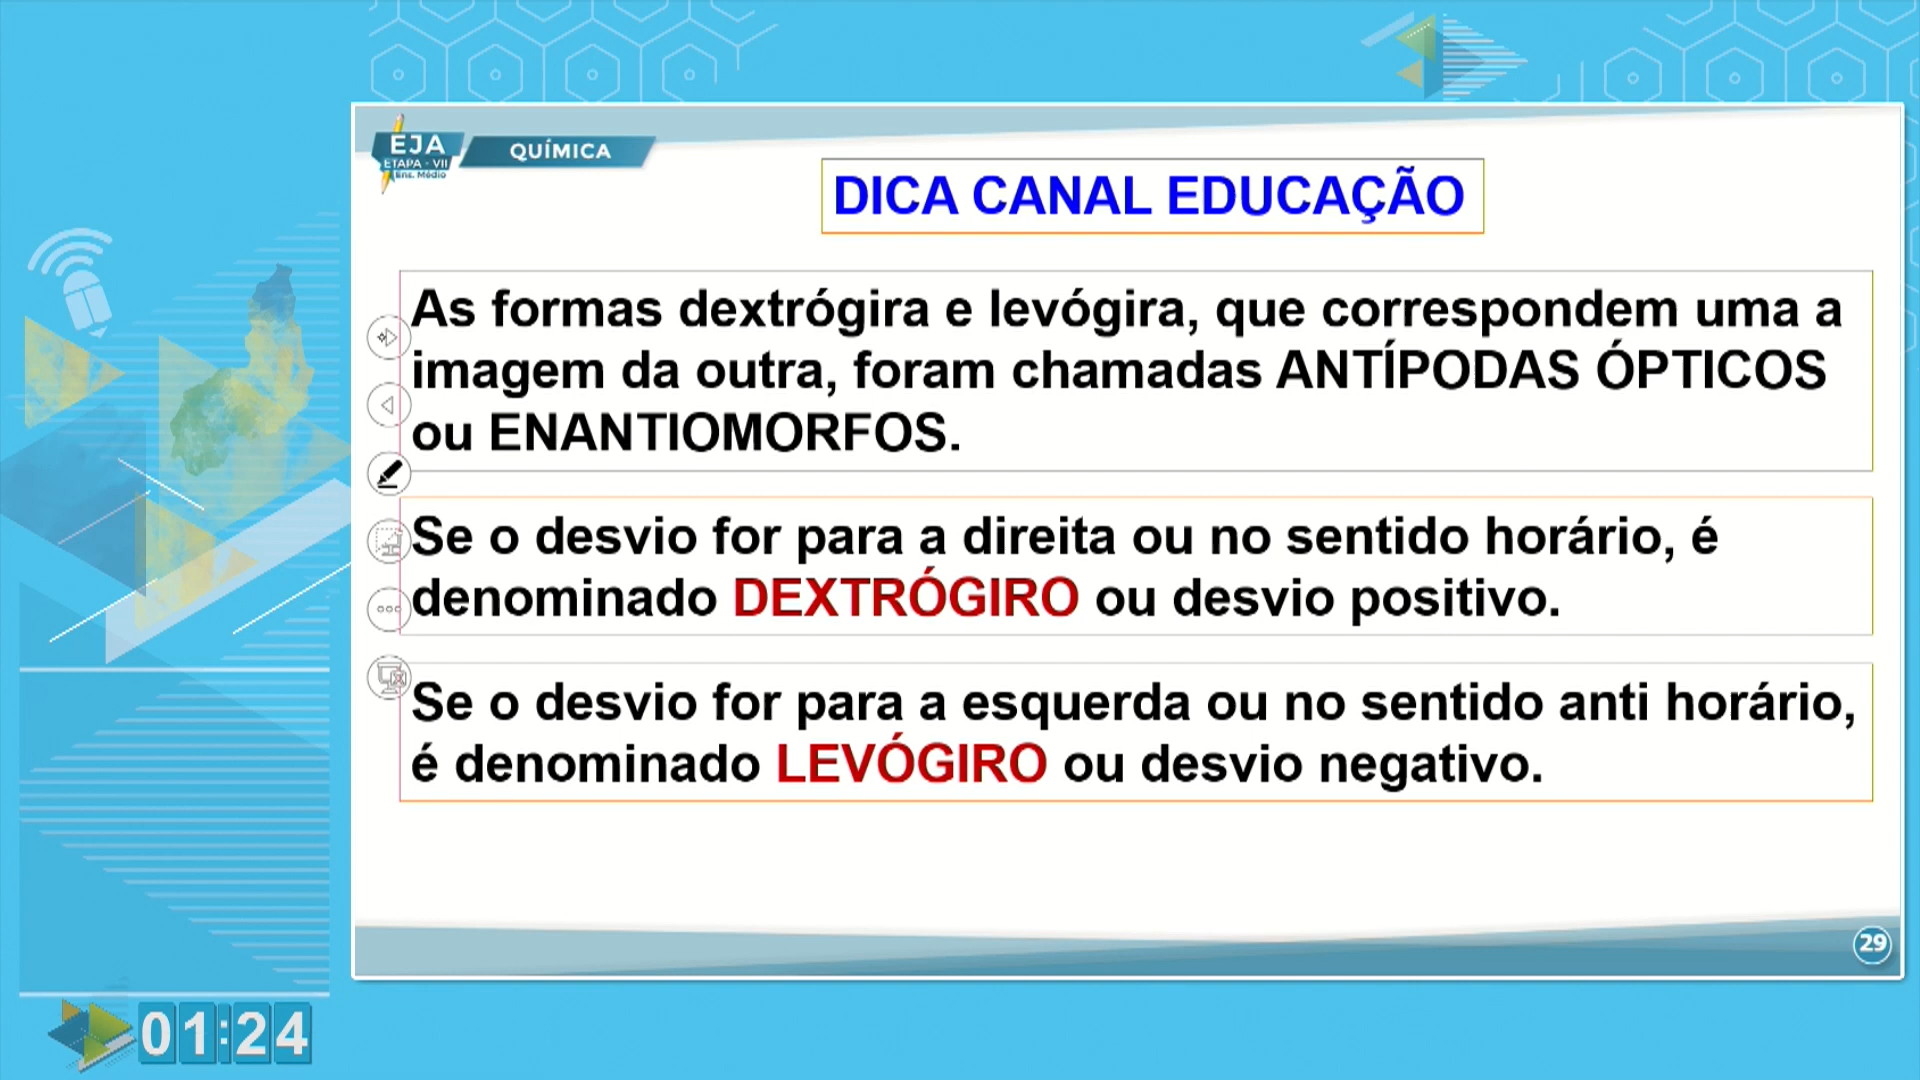 EJA
ETAPA - VII
Ens. Médio
QUÍMICA
DICA CANAL EDUCAÇÃO
As formas dextrógira e levógira, que correspondem uma a
imagem da outra, foram chamadas ANTÍPODAS ÓPTICOS
ou ENANTIOMORFOS.
Se o desvio for para a direita ou no sentido horário, é
denominado DEXTRÓGIRO ou desvio positivo.
Se o desvio for para a esquerda ou no sentido anti horário,
é denominado LEVÓGIRO ou desvio negativo.
29
01:24